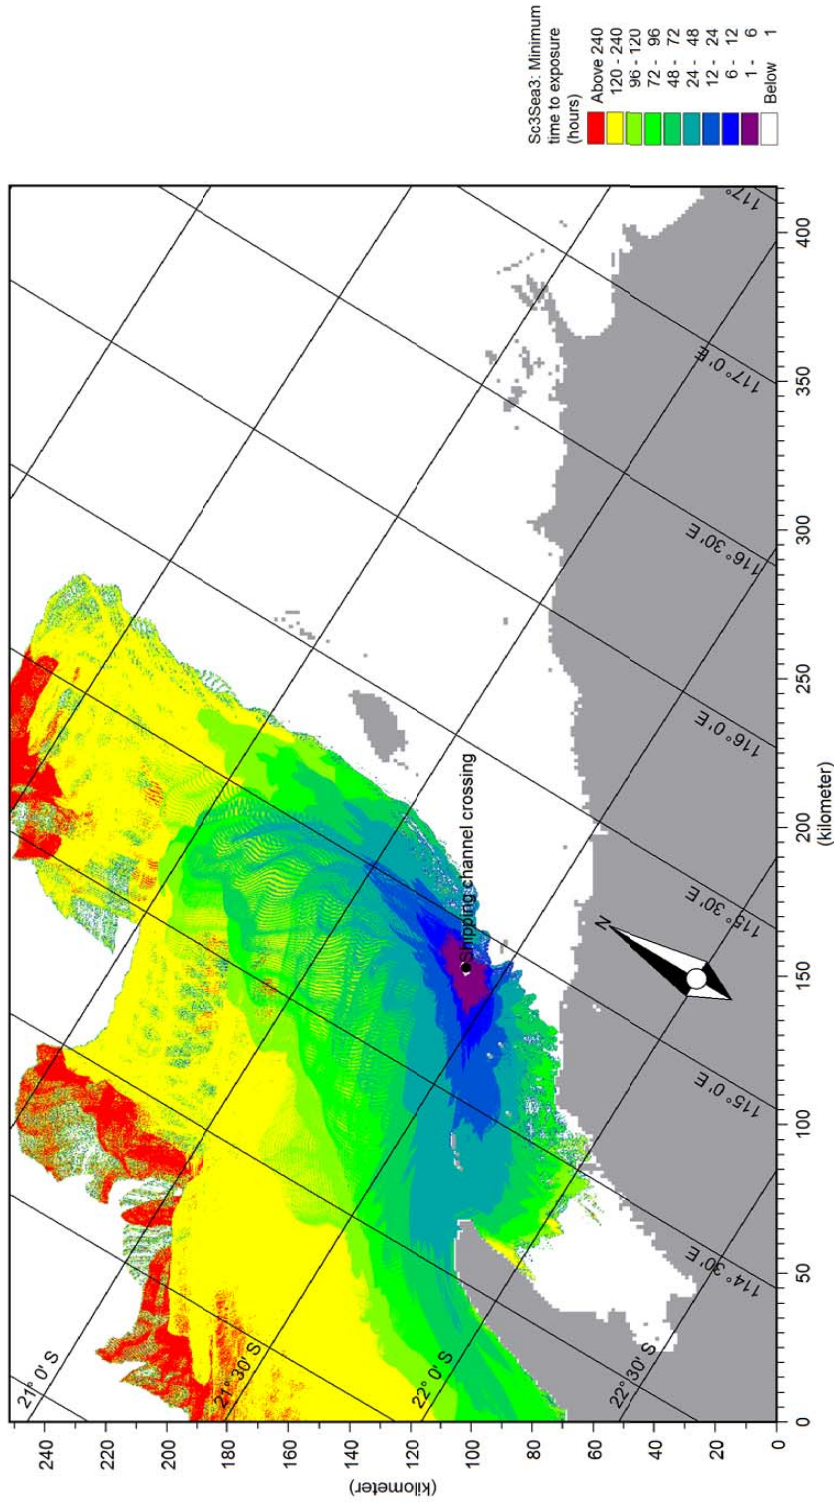 Sc3Sea3: Minimum
time to exposure
(hours)
Above 240
120 - 240
96 - 120
72 - 96
48 - 72
24 - 48
12 - 24
6 - 12
1 - 6
Below 1
21° 0' S
21° 30' S
22° 0' S
22° 30' S
114° 30' E
115° 0' E
115° 30' E
116° 0' E
116° 30' E
117° 0' E
117°
Shipping channel crossing
N
240
220
200
180
160
140
120
100
80
60
40
20
0
(kilometer)
0
50
100
150
200
250
300
350
400
(kilometer)